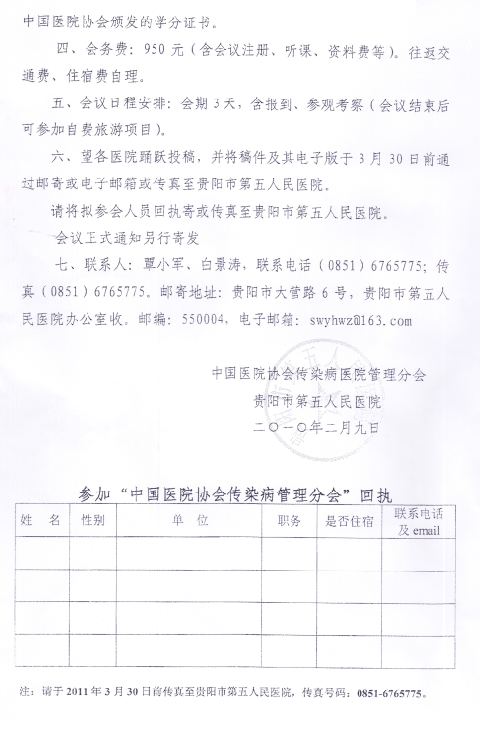 中国医院协会颁发的学分证书。
四、会务费：950 元（含会议注册、听课、资料费等）。往返交
通费、住宿费自理。
五、会议日程安排：会期 3 天，含报到、参观考察（会议结束后
可参加自费旅游项目）。
六、望各医院踊跃投稿，并将稿件及其电子版于 3 月 30 日前通
过邮寄或电子邮箱或传真至贵阳市第五人民医院。
请将拟参会人员回执寄或传真至贵阳市第五人民医院。
会议正式通知另行寄发
七、联系人：覃小军、白景涛，联系电话（0851）6765775；传
真（0851）6765775。邮寄地址：贵阳市大营路 6 号，贵阳市第五人
民医院办公室收。邮编：550004，电子邮箱：swyhwz@163.com
中国医院协会传染病医院管理分会
贵阳市第五人民医院
二〇一〇年二月九日
参加“中国医院协会传染病管理分会”回执
姓 名 性别 单 位 职务 是否住宿 联系电话
及 email
注：请于 2011 年 3 月 30 日前传真至贵阳市第五人民医院，传真号码：0851-6765775。